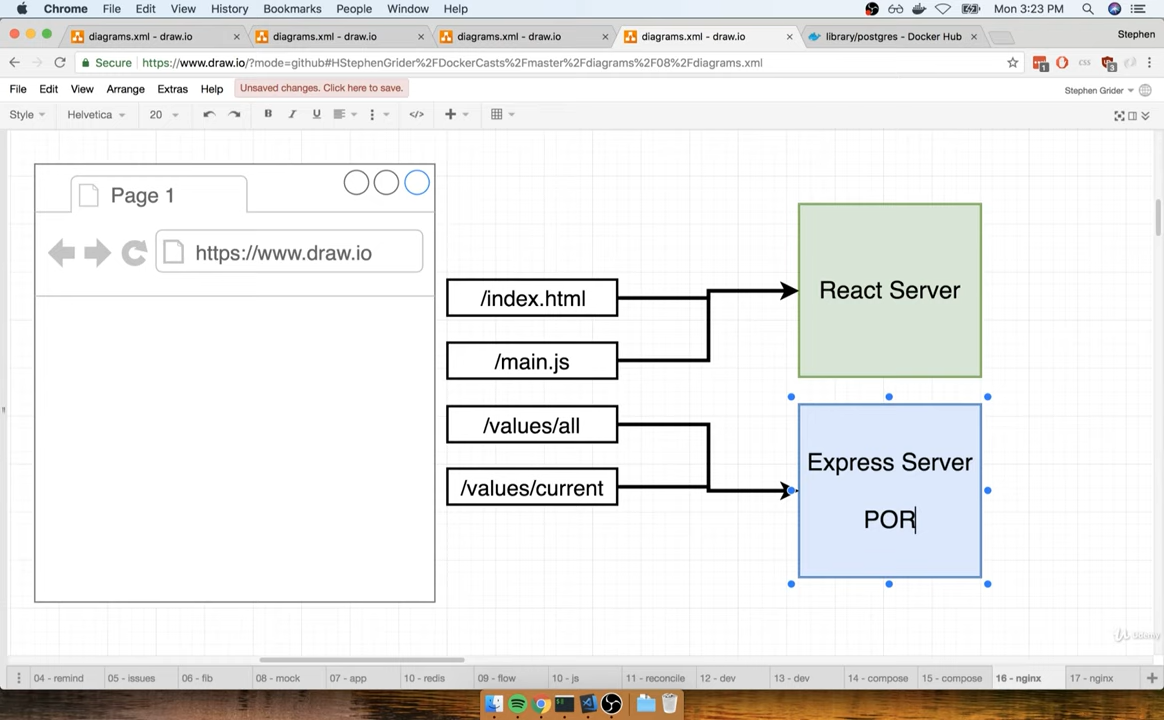 Chrome File Edit View History Bookmarks People Window Help Mon 3:23 PM
diagrams.xml - draw.io diagrams.xml - draw.io diagrams.xml - draw.io diagrams.xml - draw.io library/postgres - Docker Hub Stephen
Secure https://www.draw.io/?mode=github#HStephenGrider%2FDockerCasts%2Fmaster%2Fdiagrams%2F08%2Fdiagrams.xml
File Edit View Arrange Extras Help Unsaved changes. Click here to save. Stephen Grider
Style Helvetica 20 B I U
Page 1
https://www.draw.io
/index.html
React Server
/main.js
/values/all
Express Server
/values/current
POR
Udemy
04 - remind 05 - issues 06 - fib 08 - mock 07 - app 10 - redis 09 - flow 10 - js 11 - reconcile 12 - dev 13 - dev 14 - compose 15 - compose 16 - nginx 17 - nginx